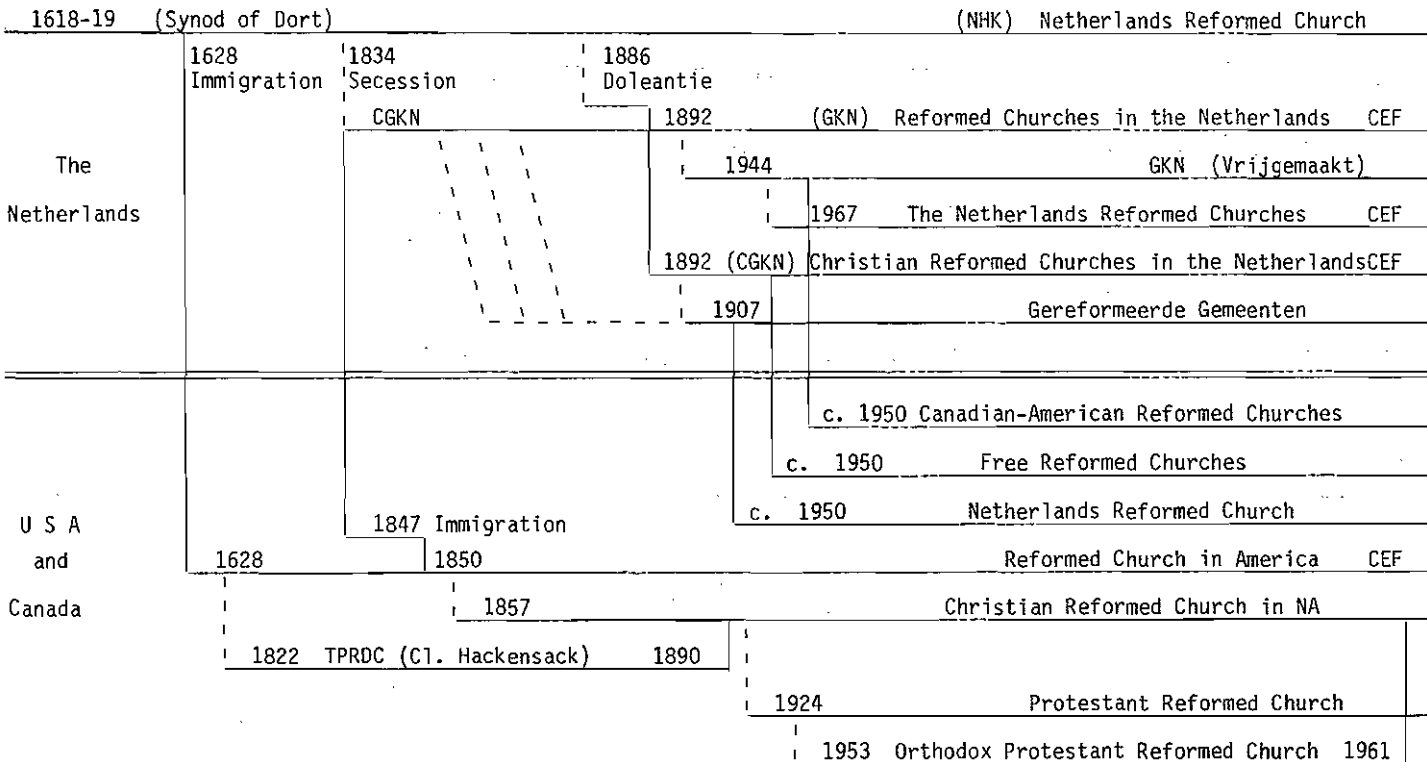 1618-19 (Synod of Dort) (NHK) Netherlands Reformed Church
1628 1834 1886
Immigration Secession Doleantie
CGKN 1892 (GKN) Reformed Churches in the Netherlands CEF
The 1944 GKN (Vrijgemaakt)
Netherlands 1967 The Netherlands Reformed Churches CEF
1892 (CGKN) Christian Reformed Churches in the NetherlandsCEF
1907 Gereformeerde Gemeenten
c. 1950 Canadian-American Reformed Churches
c. 1950 Free Reformed Churches
c. 1950 Netherlands Reformed Church
U S A 1847 Immigration
and 1628 1850 Reformed Church in America CEF
Canada 1857 Christian Reformed Church in NA
1822 TPRDC (Cl. Hackensack) 1890
1924 Protestant Reformed Church
1953 Orthodox Protestant Reformed Church 1961